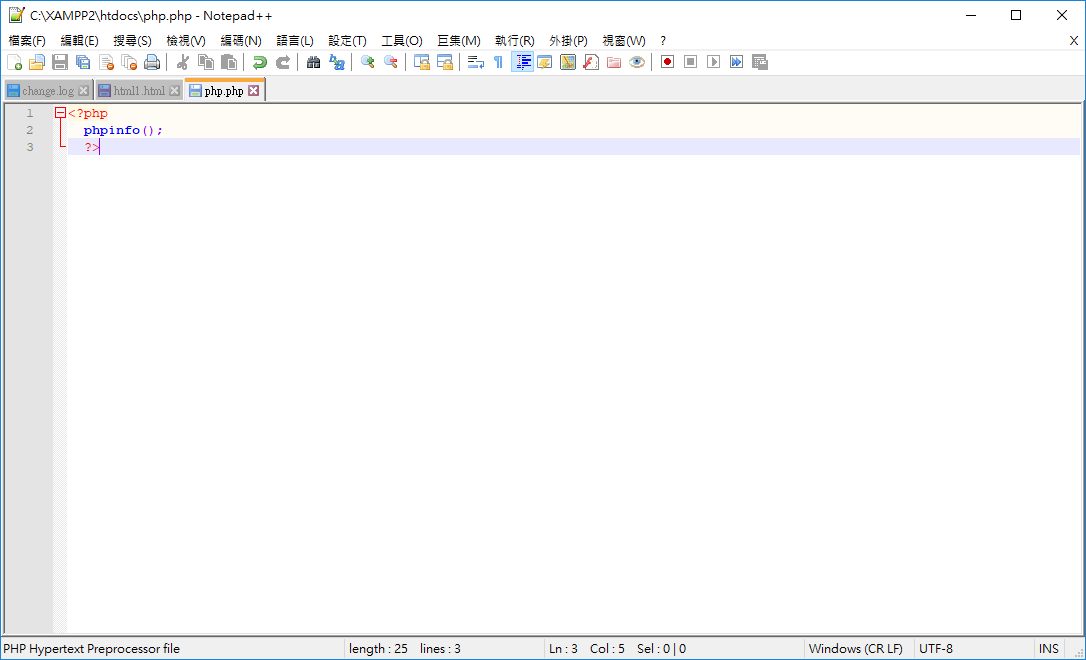 C:\XAMPP2\htdocs\php.php - Notepad++
檔案(F) 編輯(E) 搜尋(S) 檢視(V) 編碼(N) 語言(L) 設定(T) 工具(O) 巨集(M) 執行(R) 外掛(P) 視窗(W) ? X
change.log html1.html php.php
1 <?php
2 phpinfo();
3 ?>
PHP Hypertext Preprocessor file length : 25 lines : 3 Ln : 3 Col : 5 Sel : 0 | 0 Windows (CR LF) UTF-8 INS